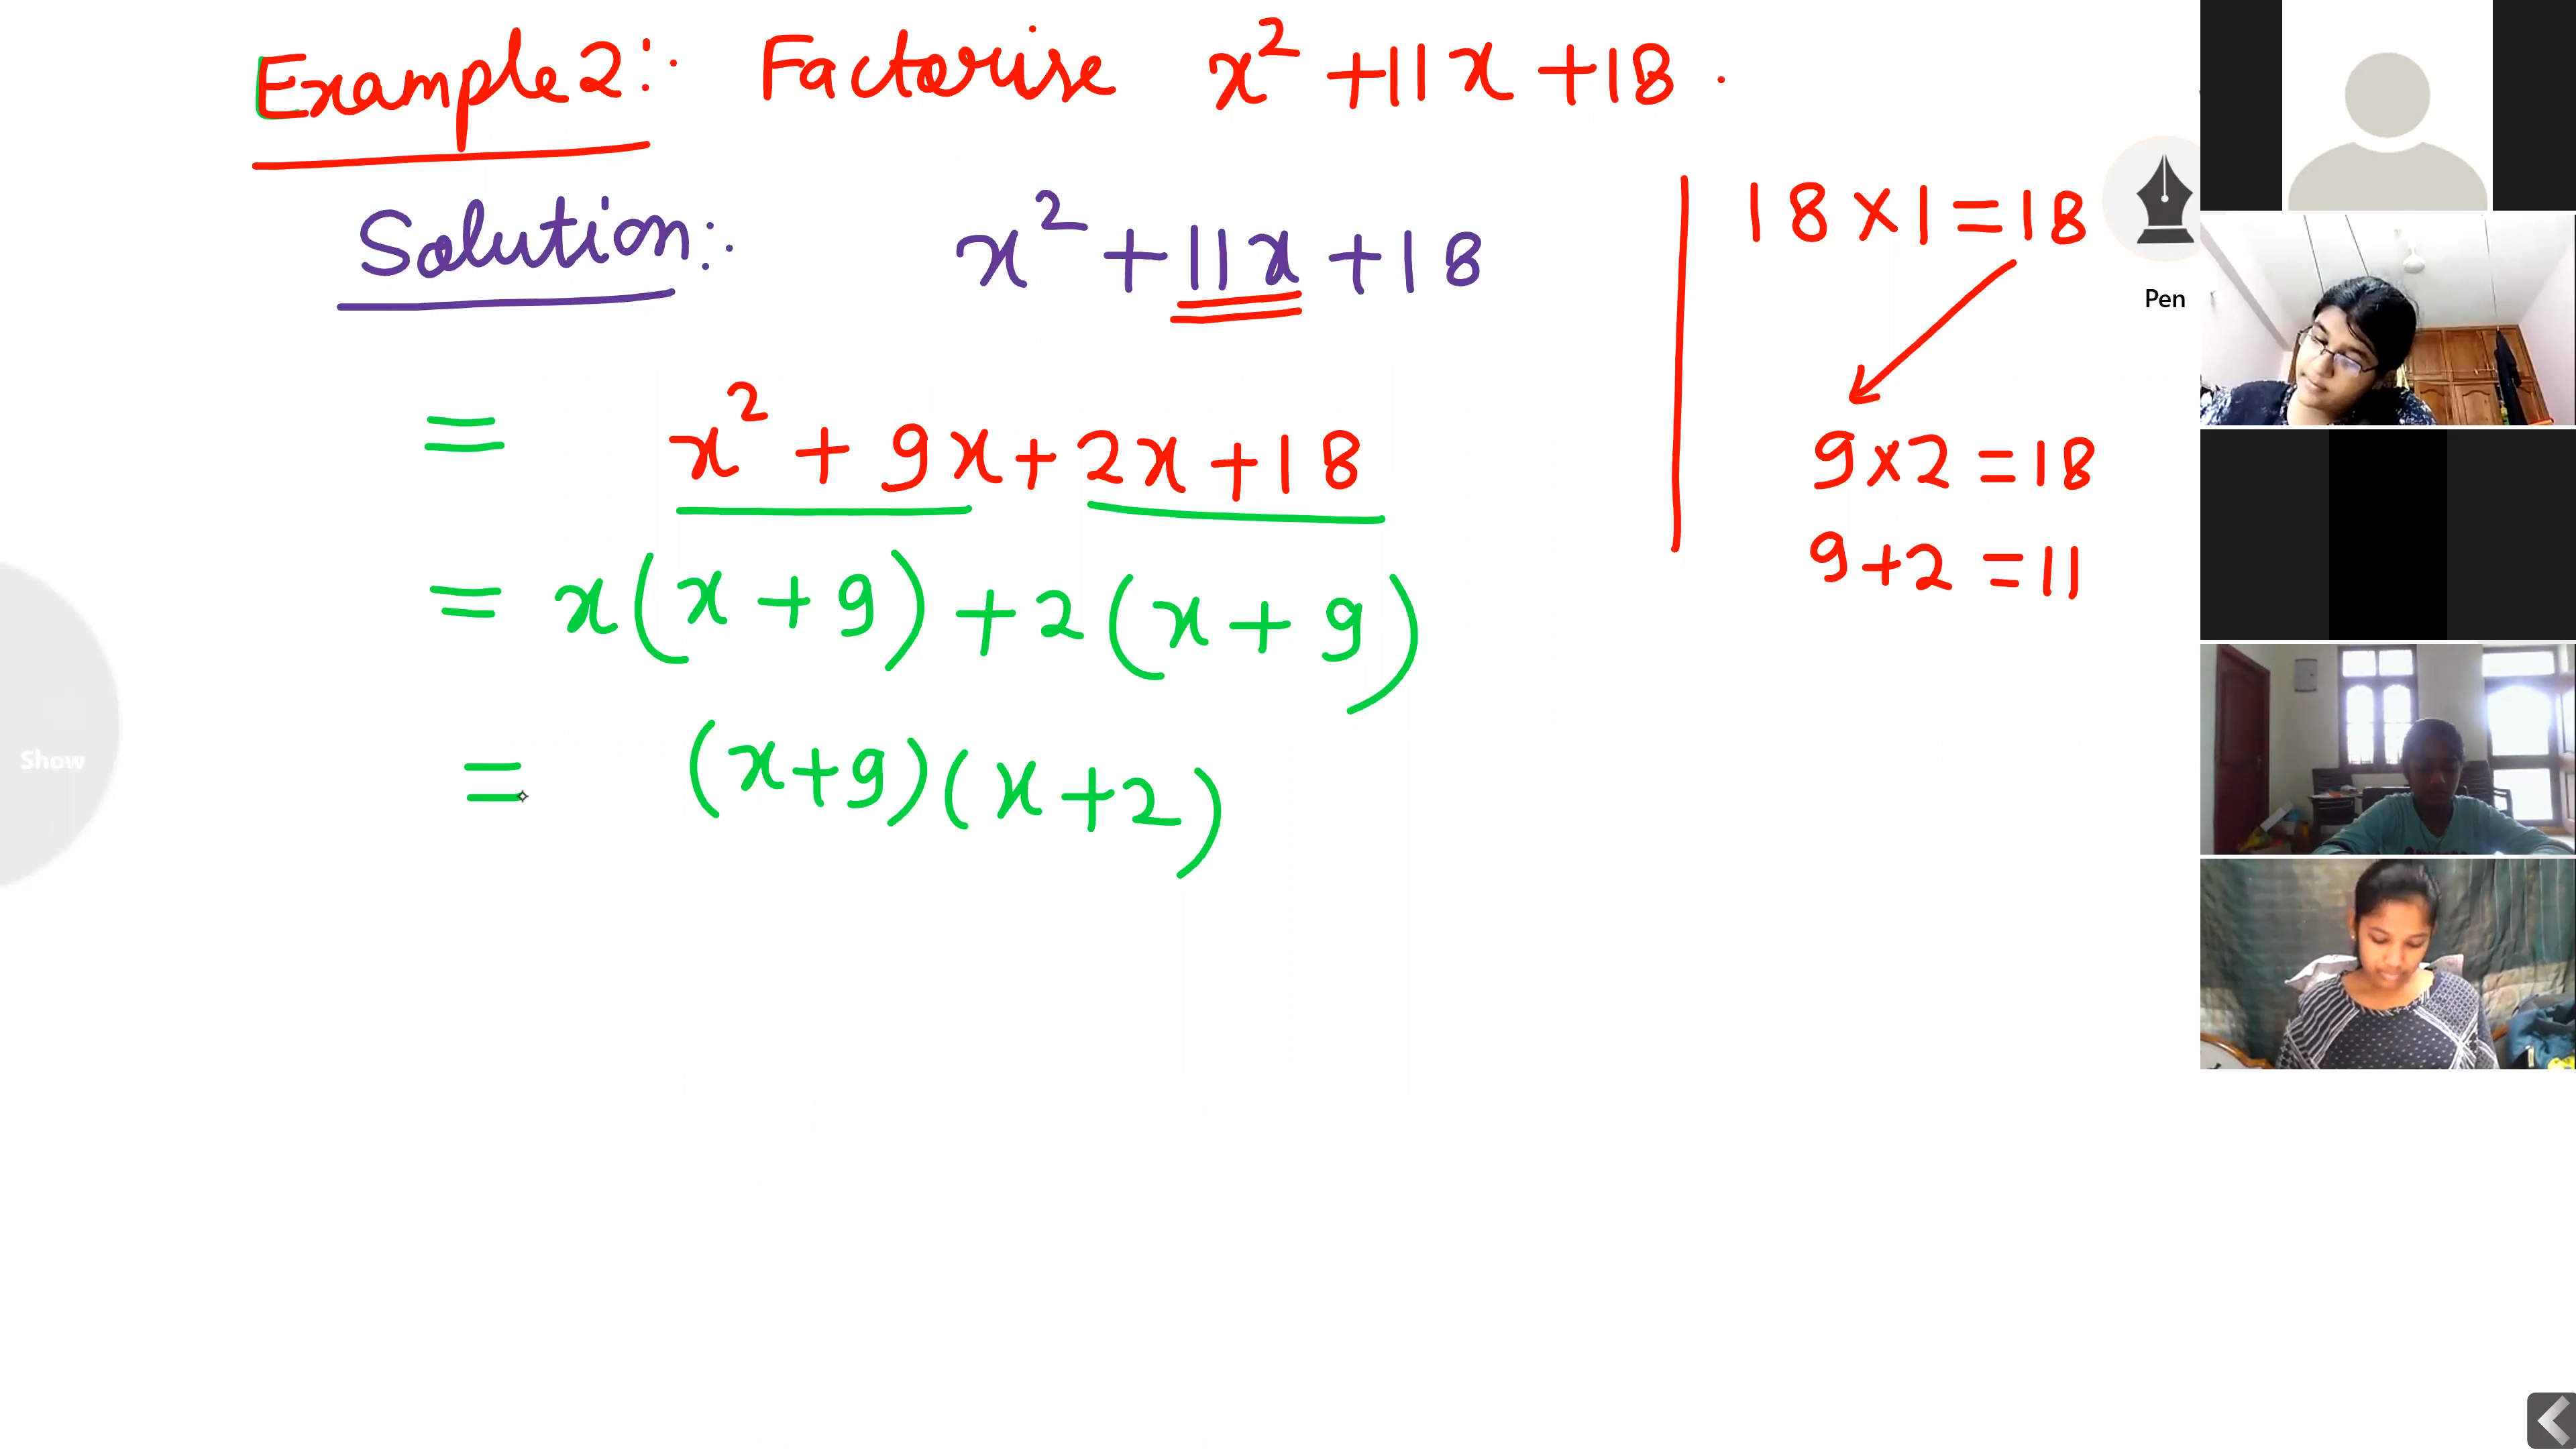 Example 2:- Factorise x² + 11x + 18.
Solution:- x² + 11x + 18
= x² + 9x + 2x + 18
= x(x + 9) + 2(x + 9)
= (x+9)(x+2)
18 × 1 = 18
9 × 2 = 18
9 + 2 = 11
Pen
Show